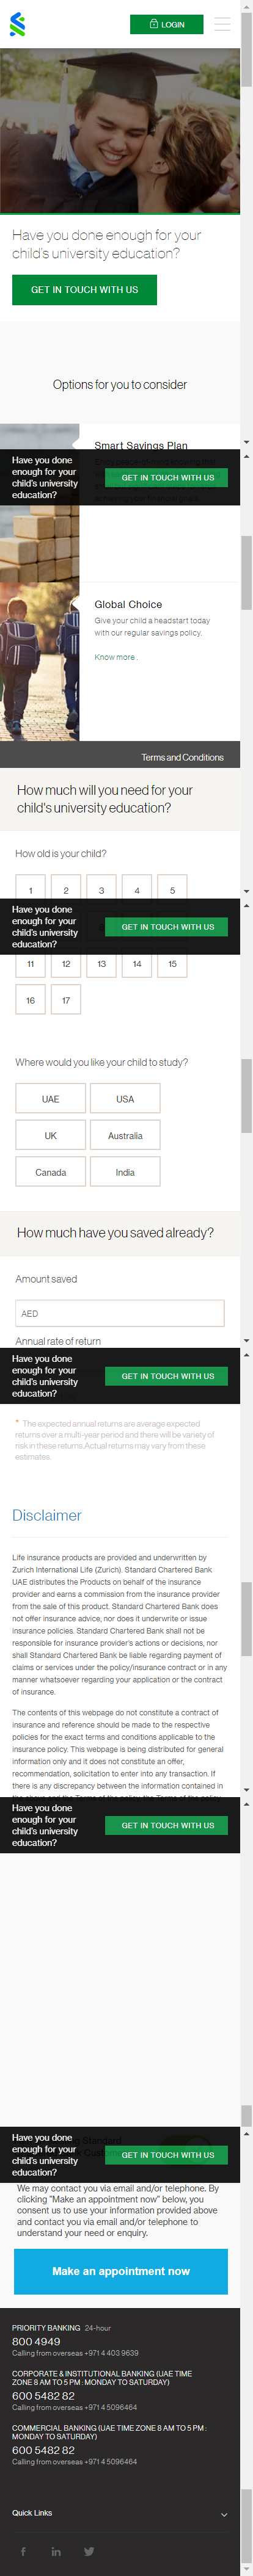 LOGIN
Have you done enough for your
child's university education?
GET IN TOUCH WITH US
Options for you to consider
Smart Savings Plan
Have you done
enough for your
child's university
education?
GET IN TOUCH WITH US
Global Choice
Give your child a headstart today
with our regular savings policy.
Know more..
Terms and Conditions
How much will you need for your
child's university education?
How old is your child?
1 2 3 4 5
Have you done
enough for your
child's university
education?
GET IN TOUCH WITH US
11 12 13 14 15
16 17
Where would you like your child to study?
UAE USA
UK Australia
Canada India
How much have you saved already?
Amount saved
AED
Annual rate of return
Have you done
enough for your
child's university
education?
GET IN TOUCH WITH US
* The expected annual returns are average expected
returns over a multi-year period and there will be variety of
risk in these returns.Actual returns may vary from these
estimates.
Disclaimer
Life insurance products are provided and underwritten by
Zurich International Life (Zurich). Standard Chartered Bank
UAE distributes the Products on behalf of the insurance
provider and earns a commission from the insurance provider
from the sale of this product. Standard Chartered Bank does
not offer insurance advice, nor does it underwrite or issue
insurance policies. Standard Chartered Bank shall not be
responsible for insurance provider's actions or decisions, nor
shall Standard Chartered Bank be liable regarding payment of
claims or services under the policy/insurance contract or in any
manner whatsoever regarding your application or the contract
of insurance.
The contents of this webpage do not constitute a contract of
insurance and reference should be made to the respective
policies for the exact terms and conditions applicable to the
insurance policy. This webpage is being distributed for general
information only and it does not constitute an offer,
recommendation, solicitation to enter into any transaction. If
there is any discrepancy between the information contained in
Have you done
enough for your
child's university
education?
GET IN TOUCH WITH US
Have you done
enough for your
child's university
education?
GET IN TOUCH WITH US
We may contact you via email and/or telephone. By
clicking "Make an appointment now" below, you
consent us to use your information provided above
and contact you via email and/or telephone to
understand your need or enquiry.
Make an appointment now
PRIORITY BANKING 24-hour
800 4949
Calling from overseas +971 4 403 9639
CORPORATE & INSTITUTIONAL BANKING (UAE TIME
ZONE 8 AM TO 5 PM : MONDAY TO SATURDAY)
600 5482 82
Calling from overseas +971 4 5096464
COMMERCIAL BANKING (UAE TIME ZONE 8 AM TO 5 PM :
MONDAY TO SATURDAY)
600 5482 82
Calling from overseas +971 4 5096464
Quick Links